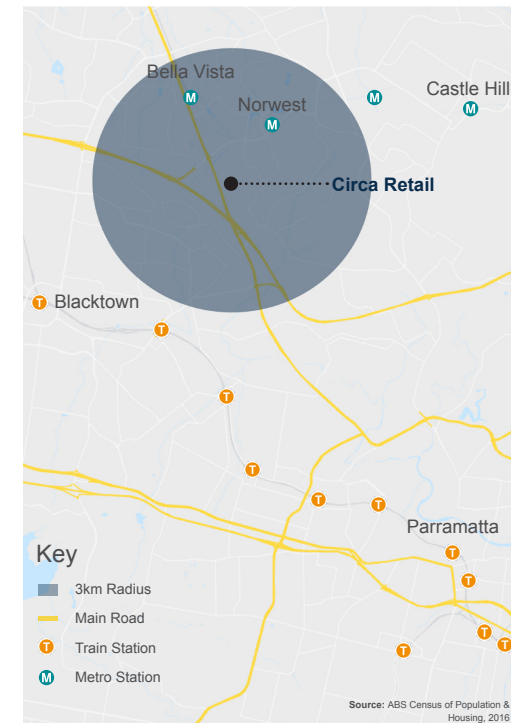 Bella Vista
M
M
Castle Hill
M
Norwest
M
Circa Retail
T
Blacktown
T
T
T
T
T
Parramatta
T
T
T
T
T
Key
3km Radius
Main Road
T
Train Station
M
Metro Station
Source: ABS Census of Population &
Housing, 2016